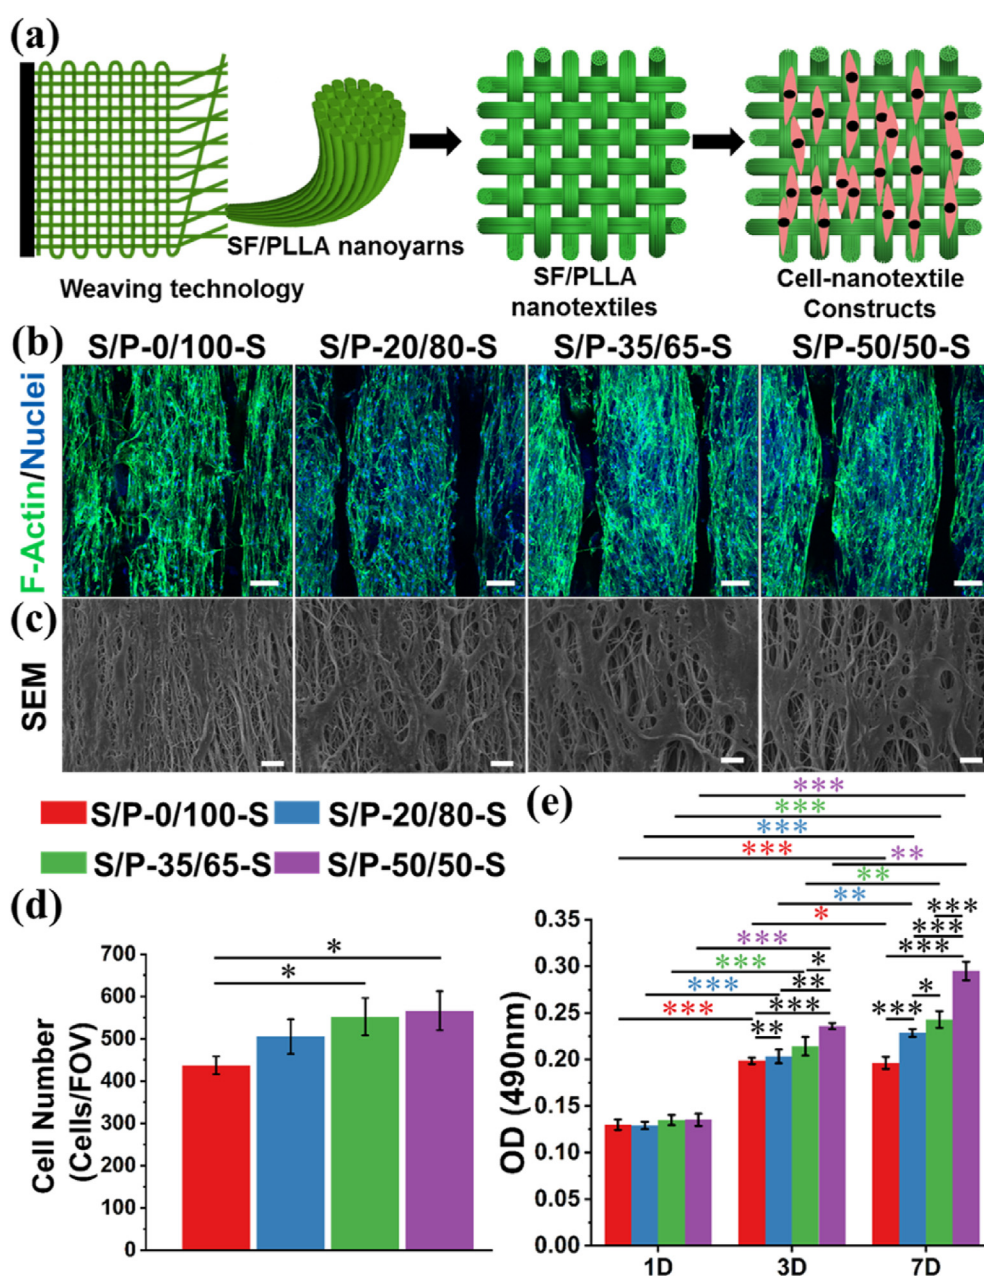 (a)
SF/PLLA nanoyarns
Weaving technology
SF/PLLA
nanotextiles
Cell-nanotextile
Constructs
(b)
S/P-0/100-S S/P-20/80-S S/P-35/65-S S/P-50/50-S
F-Actin/Nuclei
(c)
SEM
S/P-0/100-S S/P-20/80-S
S/P-35/65-S S/P-50/50-S
(d)
Cell Number
(Cells/FOV)
700
600
500
400
300
200
100
0
*
*
(e)
OD (490nm)
0.35
0.30
0.25
0.20
0.15
0.10
0.05
0.00
1D 3D 7D
***
***
***
***
**
**
**
*
***
***
***
***
*
**
***
**
***
***
***
*
***